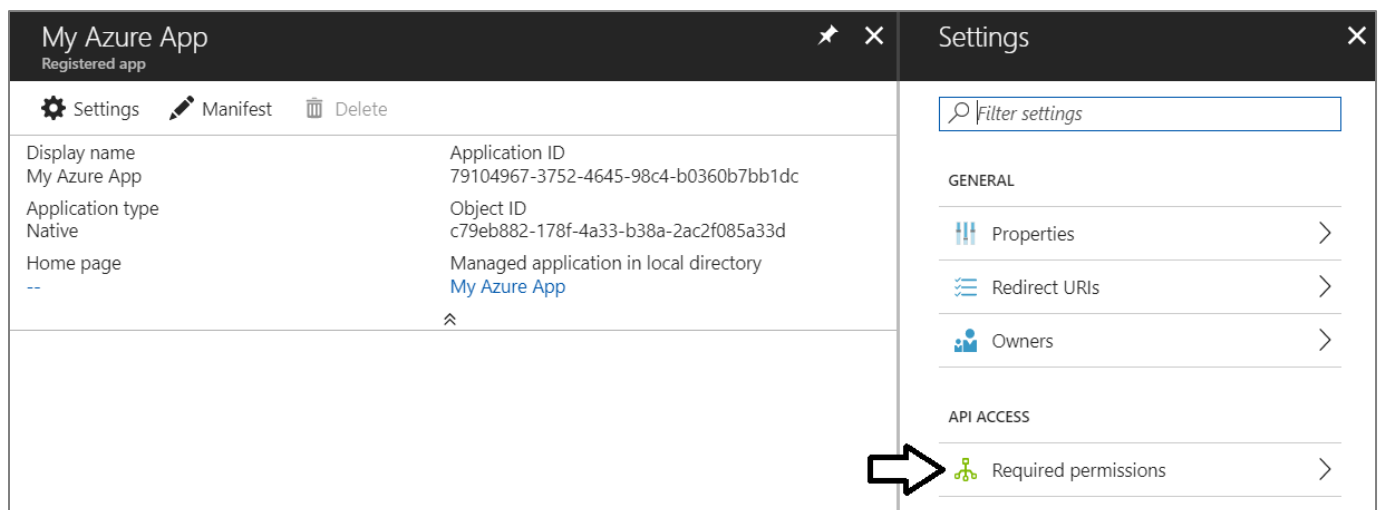 My Azure App
Registered app
Settings
Manifest
Delete
Display name
My Azure App
Application ID
79104967-3752-4645-98c4-b0360b7bb1dc
Application type
Native
Object ID
c79eb882-178f-4a33-b38a-2ac2f085a33d
Home page
--
Managed application in local directory
My Azure App
Settings
Filter settings
GENERAL
Properties
Redirect URIs
Owners
API ACCESS
Required permissions